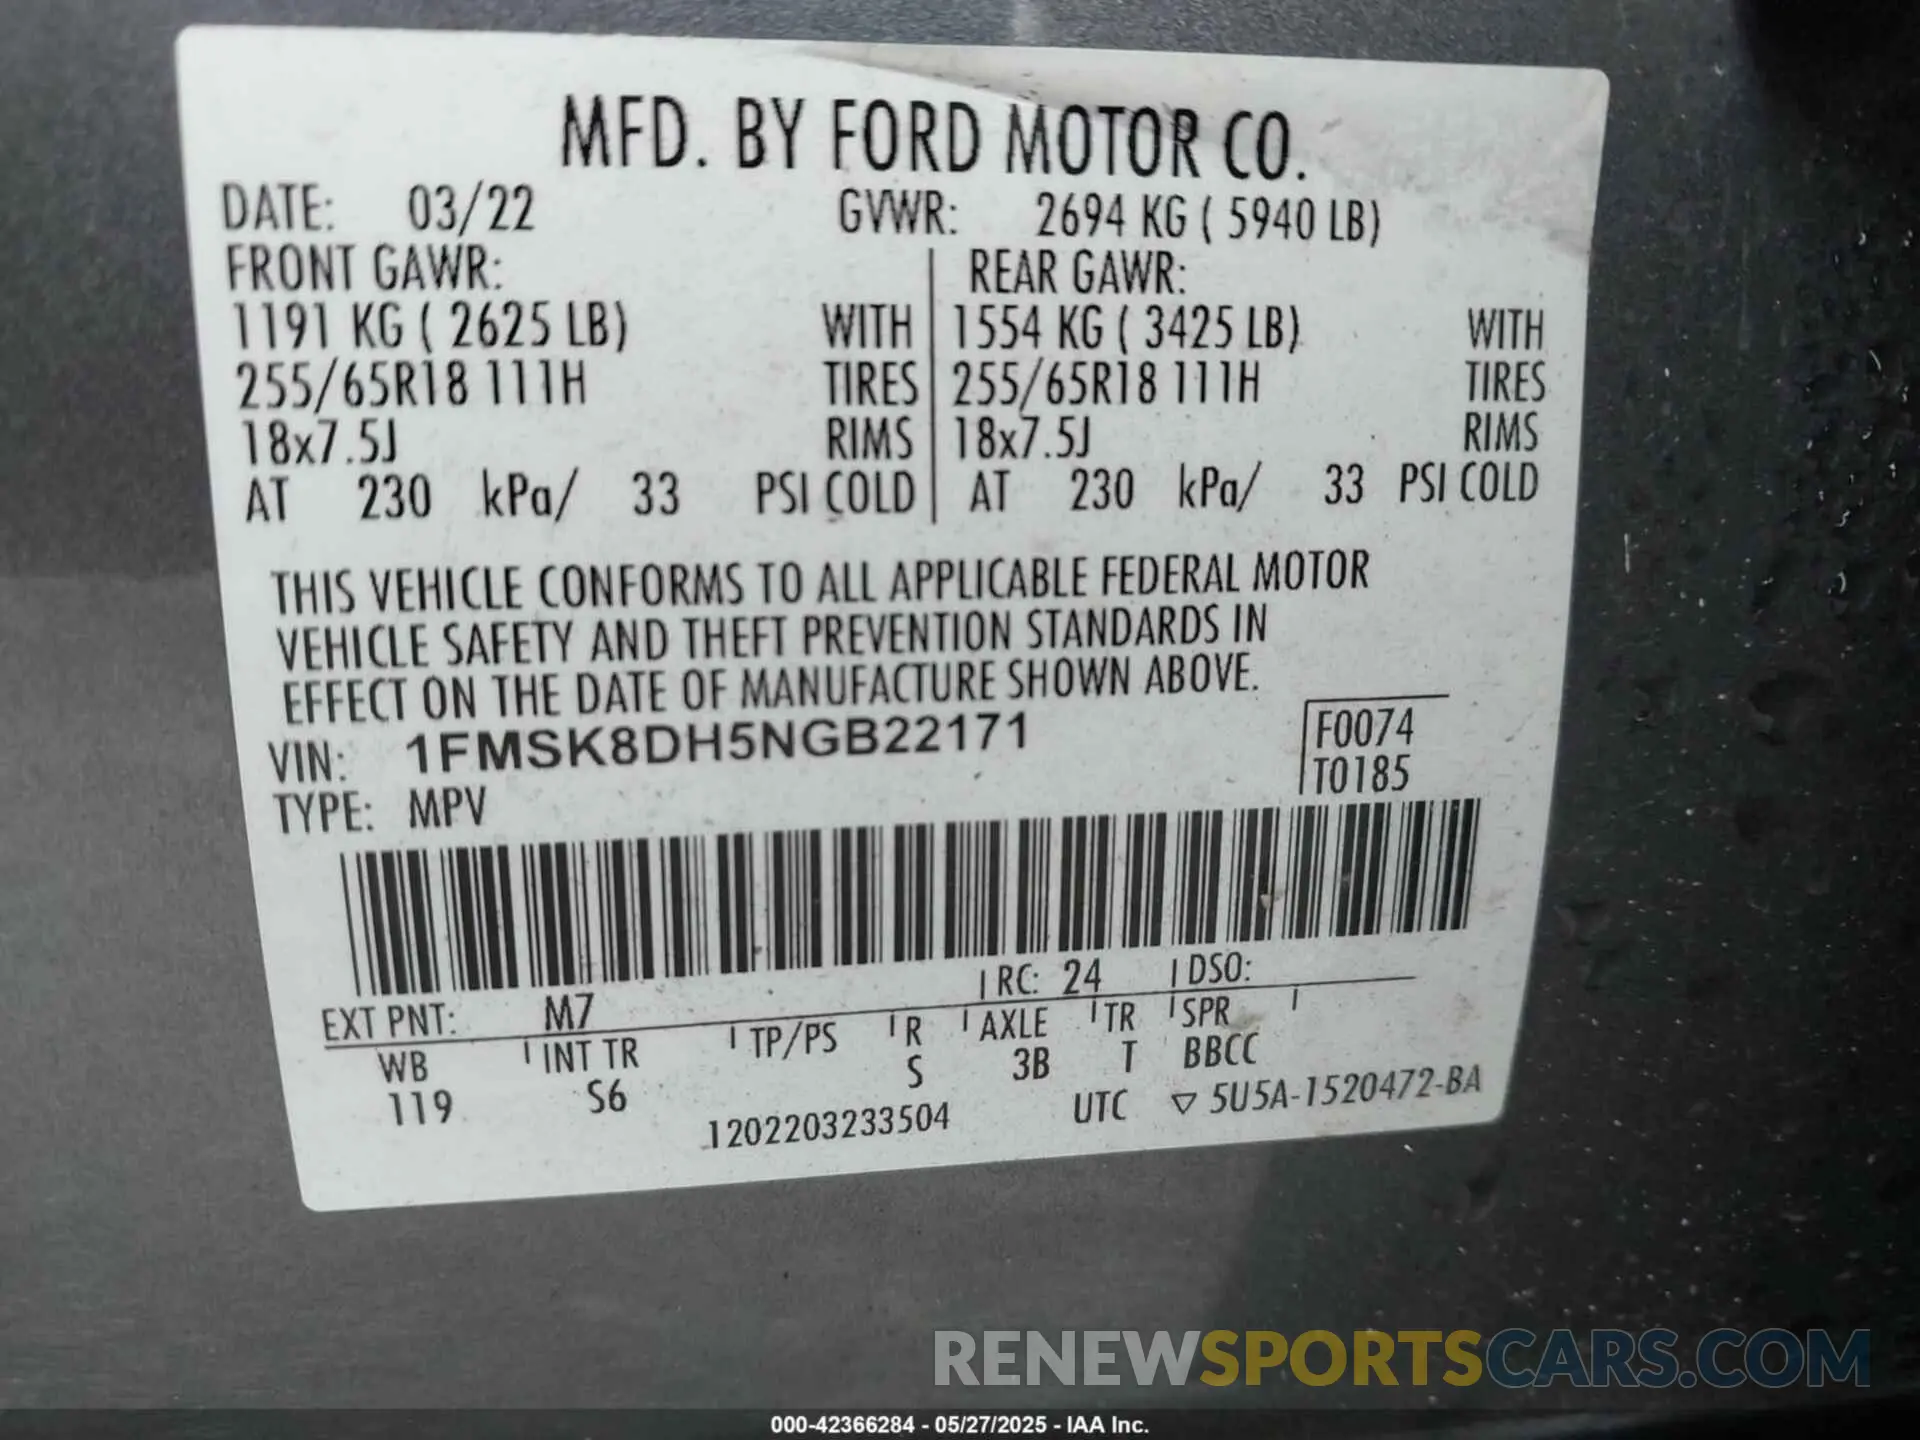 MFD. BY FORD MOTOR CO.
DATE: 03/22 GVWR: 2694 KG ( 5940 LB)
FRONT GAWR: REAR GAWR:
1191 KG ( 2625 LB) WITH 1554 KG ( 3425 LB) WITH
255/65R18 111H TIRES 255/65R18 111H TIRES
18x7.5J RIMS 18x7.5J RIMS
AT 230 kPa/ 33 PSI COLD AT 230 kPa/ 33 PSI COLD
THIS VEHICLE CONFORMS TO ALL APPLICABLE FEDERAL MOTOR
VEHICLE SAFETY AND THEFT PREVENTION STANDARDS IN
EFFECT ON THE DATE OF MANUFACTURE SHOWN ABOVE.
VIN: 1FMSK8DH5NGB22171 F0074
TYPE: MPV T0185
EXT PNT: M7 RC: 24 DSO:
WB INT TR TP/PS R AXLE TR SPR
119 S6 S 3B T BBCC
1202203233504 UTC ▽ 5U5A-1520472-BA
RENEWSPORTSCARS.COM
000-42366284 - 05/27/2025 - IAA Inc.